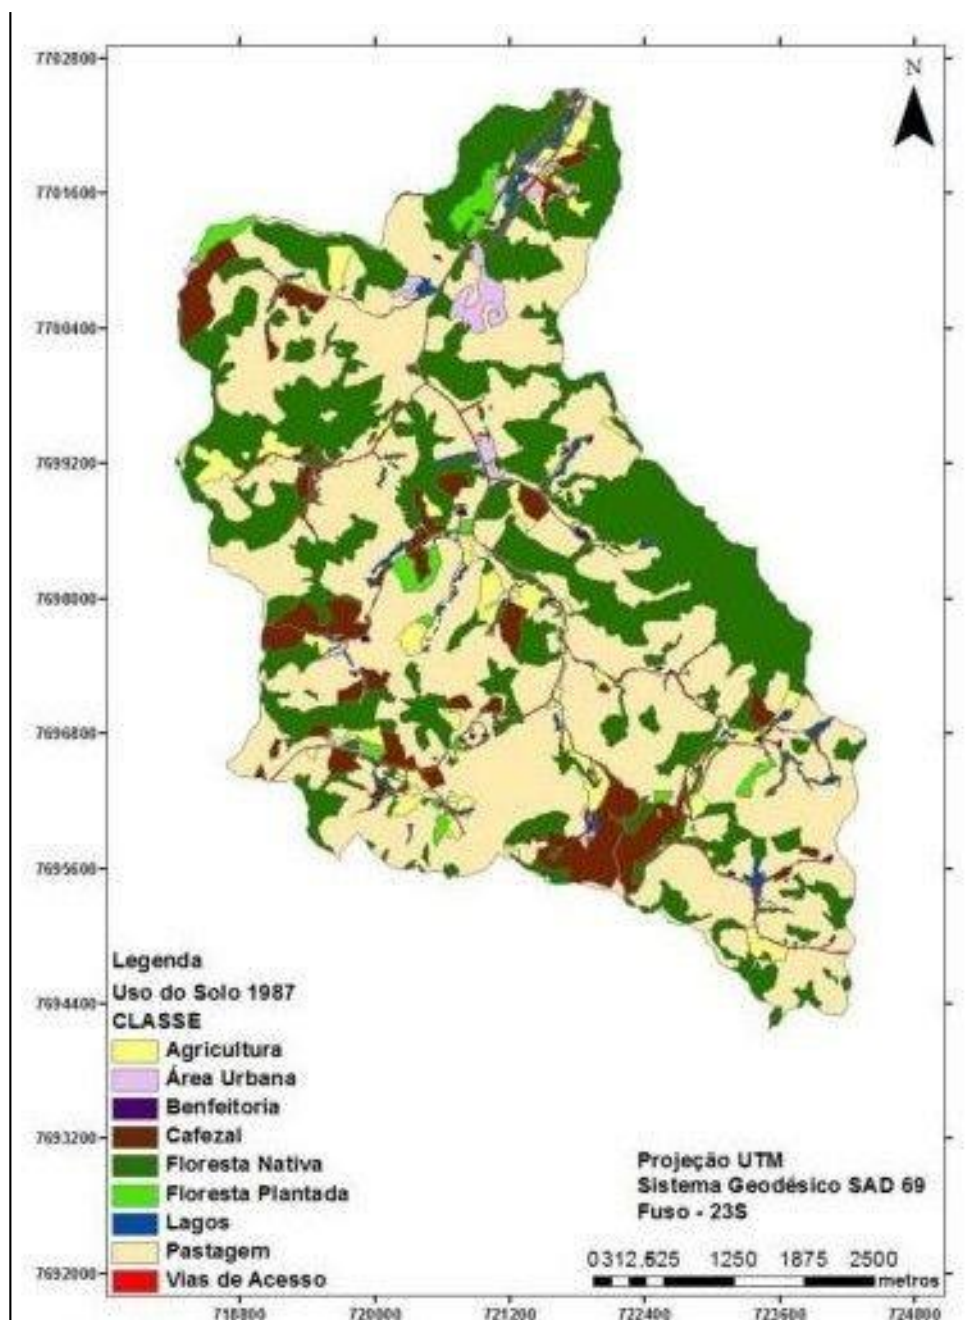 7702800
N
7701600
7700400
7699200
7698000
7696800
7695600
Legenda
Uso do Solo 1987
7694400
CLASSE
Agricultura
Área Urbana
Benfeitoria
7693200
Cafezal
Floresta Nativa
Floresta Plantada
Lagos
Pastagem
Vias de Acesso
Projeção UTM
Sistema Geodésico SAD 69
Fuso - 23S
0 312,525 1250 1875 2500
metros
7692000
718800 720000 721200 722400 723600 724800